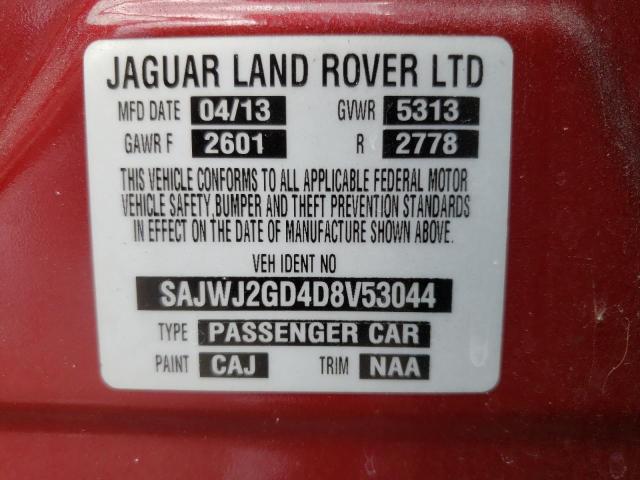 JAGUAR LAND ROVER LTD
MFD DATE 04/13 GVWR 5313
GAWR F 2601 R 2778
THIS VEHICLE CONFORMS TO ALL APPLICABLE FEDERAL MOTOR
VEHICLE SAFETY,BUMPER AND THEFT PREVENTION STANDARDS
IN EFFECT ON THE DATE OF MANUFACTURE SHOWN ABOVE.
VEH IDENT NO
SAJWJ2GD4D8V53044
TYPE PASSENGER CAR
PAINT CAJ TRIM NAA